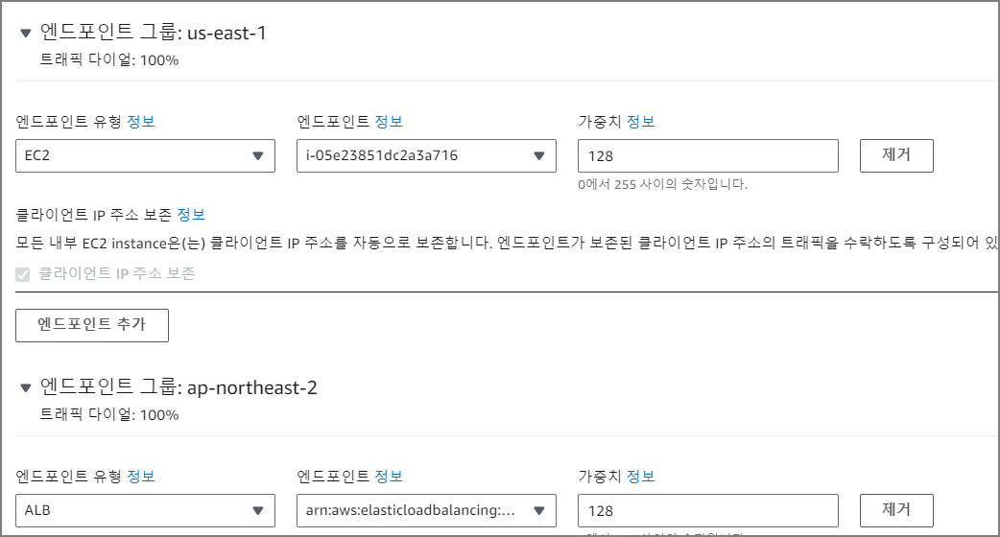 엔드포인트 그룹: us-east-1
트래픽 다이얼: 100%
엔드포인트 유형 정보 엔드포인트 정보 가중치 정보
EC2 i-05e23851dc2a3a716 128 제거
0에서 255 사이의 숫자입니다.
클라이언트 IP 주소 보존 정보
모든 내부 EC2 instance은(는) 클라이언트 IP 주소를 자동으로 보존합니다. 엔드포인트가 보존된 클라이언트 IP 주소의 트래픽을 수락하도록 구성되어 있
클라이언트 IP 주소 보존
엔드포인트 추가
엔드포인트 그룹: ap-northeast-2
트래픽 다이얼: 100%
엔드포인트 유형 정보 엔드포인트 정보 가중치 정보
ALB arn:aws:elasticloadbalancing:... 128 제거